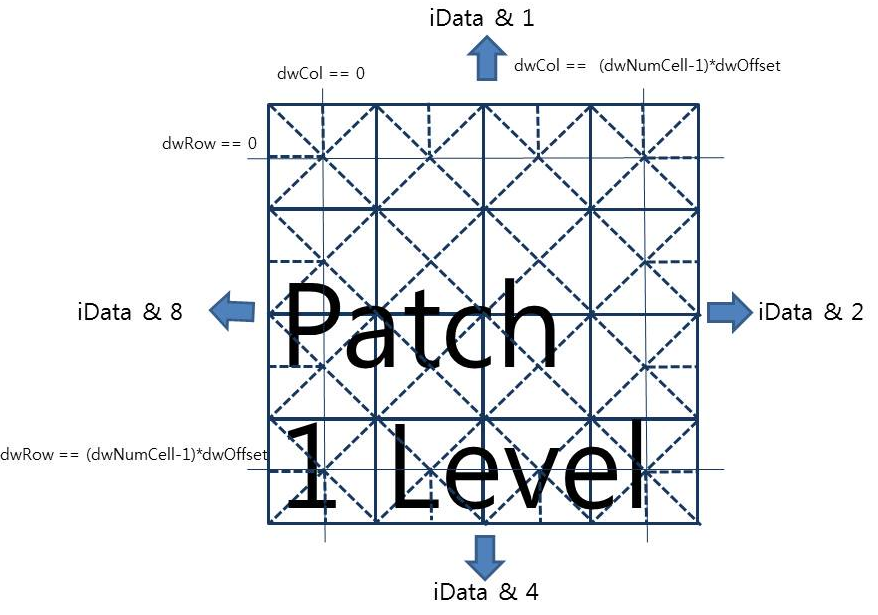 iData & 1
dwCol == 0
dwCol == (dwNumCell-1)*dwOffset
dwRow == 0
iData & 8
iData & 2
Patch
1 Level
dwRow == (dwNumCell-1)*dwOffset
iData & 4